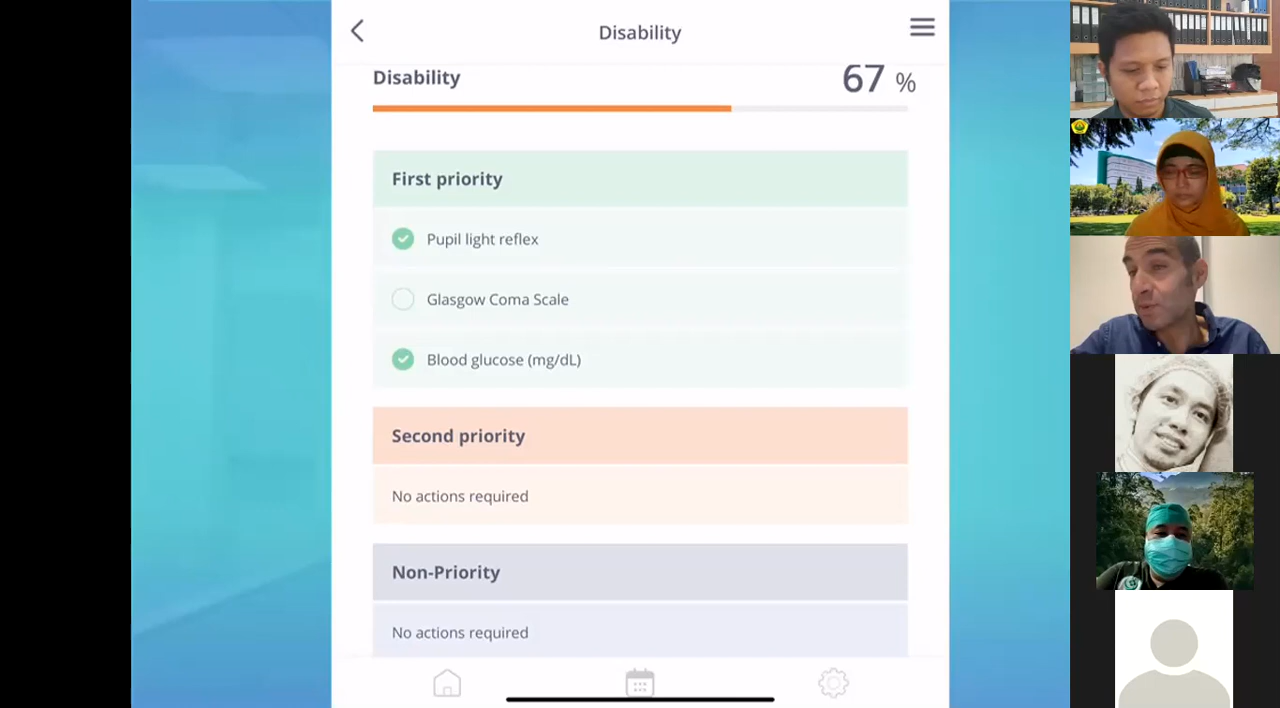 Disability
Disability
67 %
First priority
Pupil light reflex
Glasgow Coma Scale
Blood glucose (mg/dL)
Second priority
No actions required
Non-Priority
No actions required